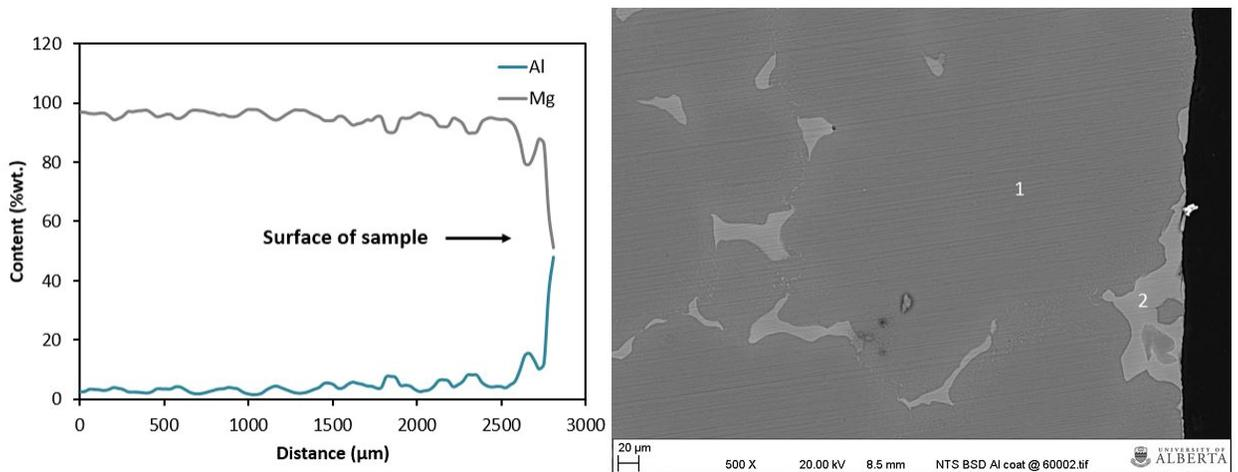 120
100
80
60
40
20
0
Content (%wt.)
Al
Mg
Surface of sample
0 500 1000 1500 2000 2500 3000
Distance (µm)
1
2
20 µm
500 X 20.00 kV 8.5 mm NTS BSD Al coat @ 60002.tif
UNIVERSITY OF
ALBERTA